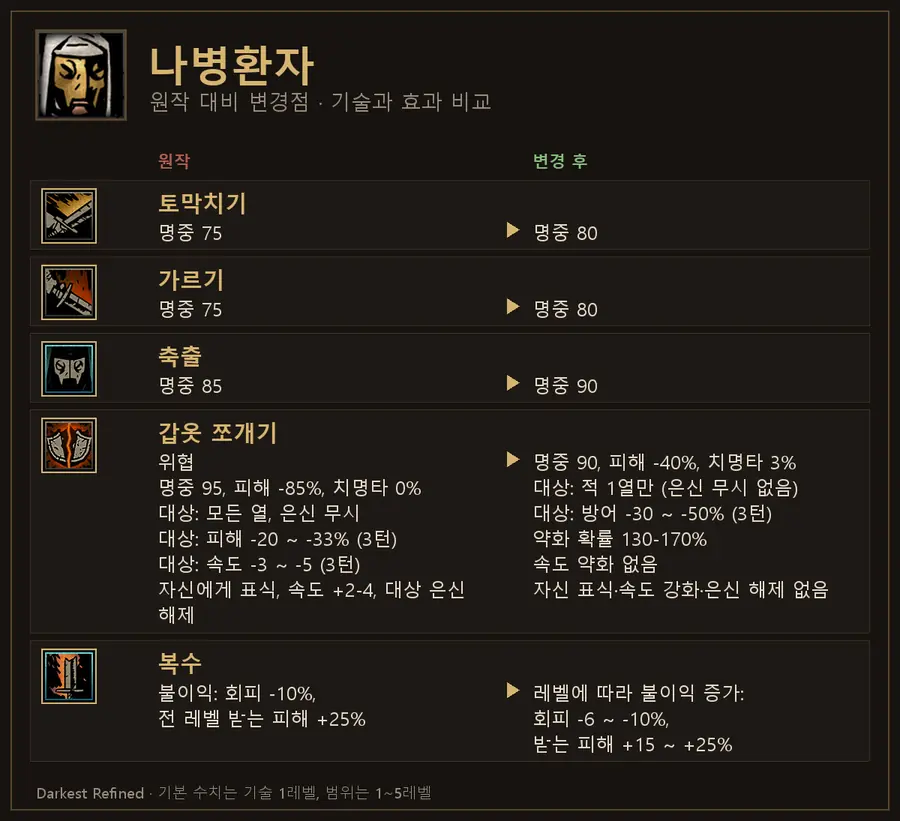 나병환자
원작 대비 변경점 · 기술과 효과 비교
원작
변경 후
토막치기
명중 75
▶ 명중 80
가르기
명중 75
▶ 명중 80
축출
명중 85
▶ 명중 90
갑옷 쪼개기
위협
명중 95, 피해 -85%, 치명타 0%
대상: 모든 열, 은신 무시
대상: 피해 -20 ~ -33% (3턴)
대상: 속도 -3 ~ -5 (3턴)
자신에게 표식, 속도 +2-4, 대상 은신
해제
▶ 명중 90, 피해 -40%, 치명타 3%
대상: 적 1열만 (은신 무시 없음)
대상: 방어 -30 ~ -50% (3턴)
약화 확률 130-170%
속도 약화 없음
자신 표식·속도 강화·은신 해제 없음
복수
불이익: 회피 -10%,
전 레벨 받는 피해 +25%
▶ 레벨에 따라 불이익 증가:
회피 -6 ~ -10%,
받는 피해 +15 ~ +25%
Darkest Refined · 기본 수치는 기술 1레벨, 범위는 1~5레벨